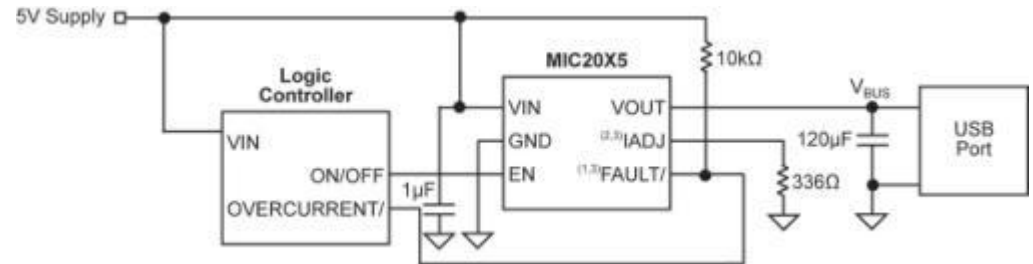 5V Supply
MIC20X5
10kΩ
Logic
Controller
VIN
VOUT
VBUS
VIN
GND
(2,3)IADJ
120µF
USB
Port
ON/OFF
1µF
EN
(1,3)FAULT/
336Ω
OVERCURRENT/